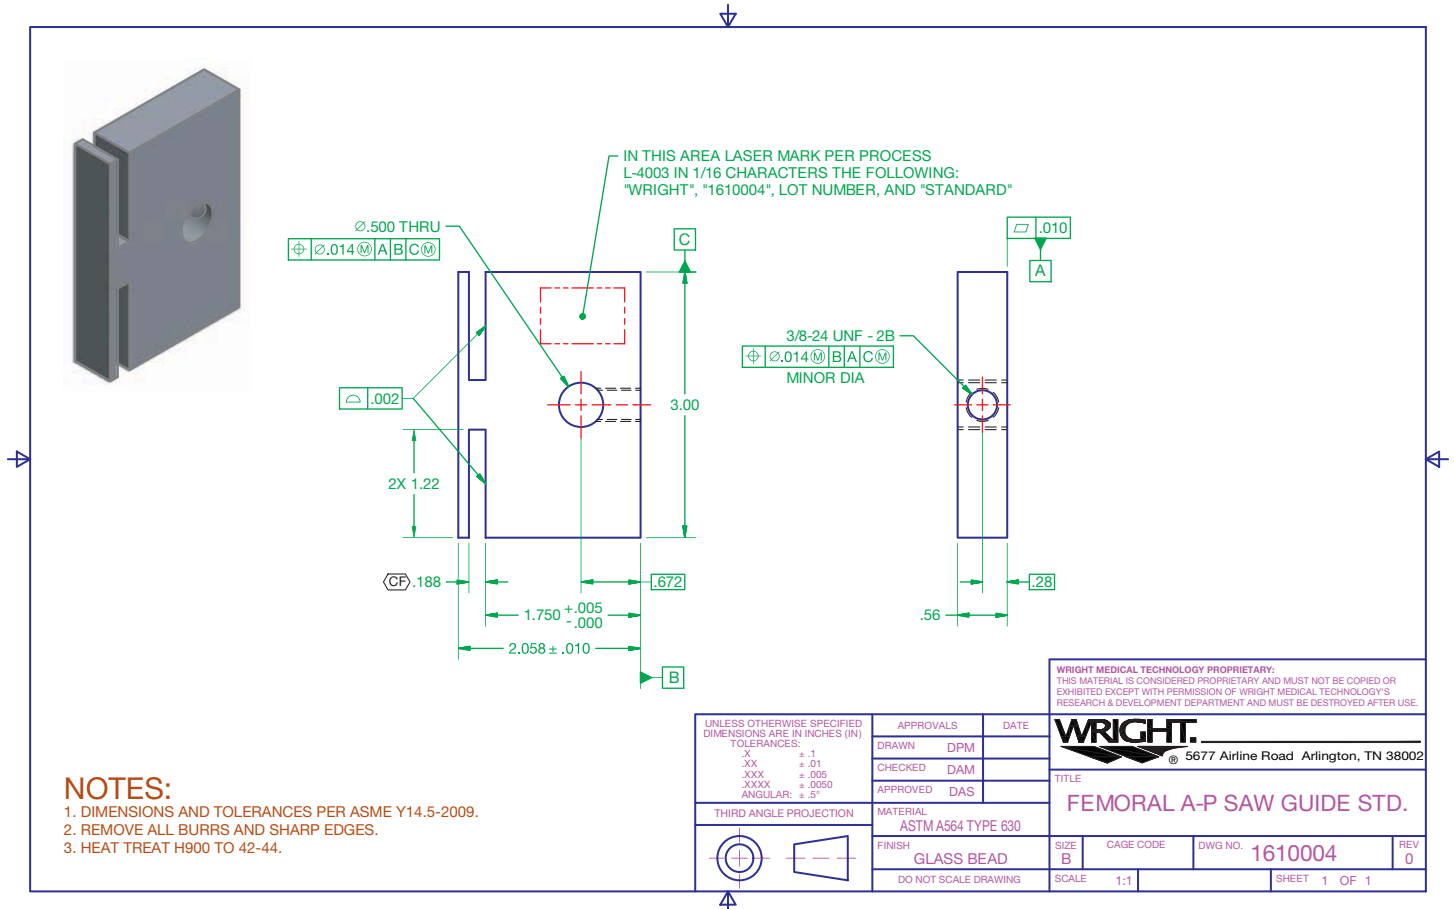 IN THIS AREA LASER MARK PER PROCESS
L-4003 IN 1/16 CHARACTERS THE FOLLOWING:
"WRIGHT", "1610004", LOT NUMBER, AND "STANDARD"
∅.500 THRU
⌖ ∅.014 Ⓜ A B C Ⓜ
C
⏥ .010
A
3/8-24 UNF - 2B
⌖ ∅.014 Ⓜ B A C Ⓜ
MINOR DIA
⌓ .002
3.00
2X 1.22
CF .188
.672
.28
1.750 +.005
-.000
.56
2.058 ± .010
B
NOTES:
1. DIMENSIONS AND TOLERANCES PER ASME Y14.5-2009.
2. REMOVE ALL BURRS AND SHARP EDGES.
3. HEAT TREAT H900 TO 42-44.
UNLESS OTHERWISE SPECIFIED
DIMENSIONS ARE IN INCHES (IN)
TOLERANCES:
.X ± .1
.XX ± .01
.XXX ± .005
.XXXX ± .0050
ANGULAR: ± .5°
THIRD ANGLE PROJECTION
APPROVALS DATE
DRAWN DPM
CHECKED DAM
APPROVED DAS
MATERIAL
ASTM A564 TYPE 630
FINISH
GLASS BEAD
DO NOT SCALE DRAWING
WRIGHT MEDICAL TECHNOLOGY PROPRIETARY:
THIS MATERIAL IS CONSIDERED PROPRIETARY AND MUST NOT BE COPIED OR
EXHIBITED EXCEPT WITH PERMISSION OF WRIGHT MEDICAL TECHNOLOGY'S
RESEARCH & DEVELOPMENT DEPARTMENT AND MUST BE DESTROYED AFTER USE.
WRIGHT.
® 5677 Airline Road Arlington, TN 38002
TITLE
FEMORAL A-P SAW GUIDE STD.
SIZE
B
CAGE CODE
DWG NO. 1610004
REV
0
SCALE 1:1
SHEET 1 OF 1